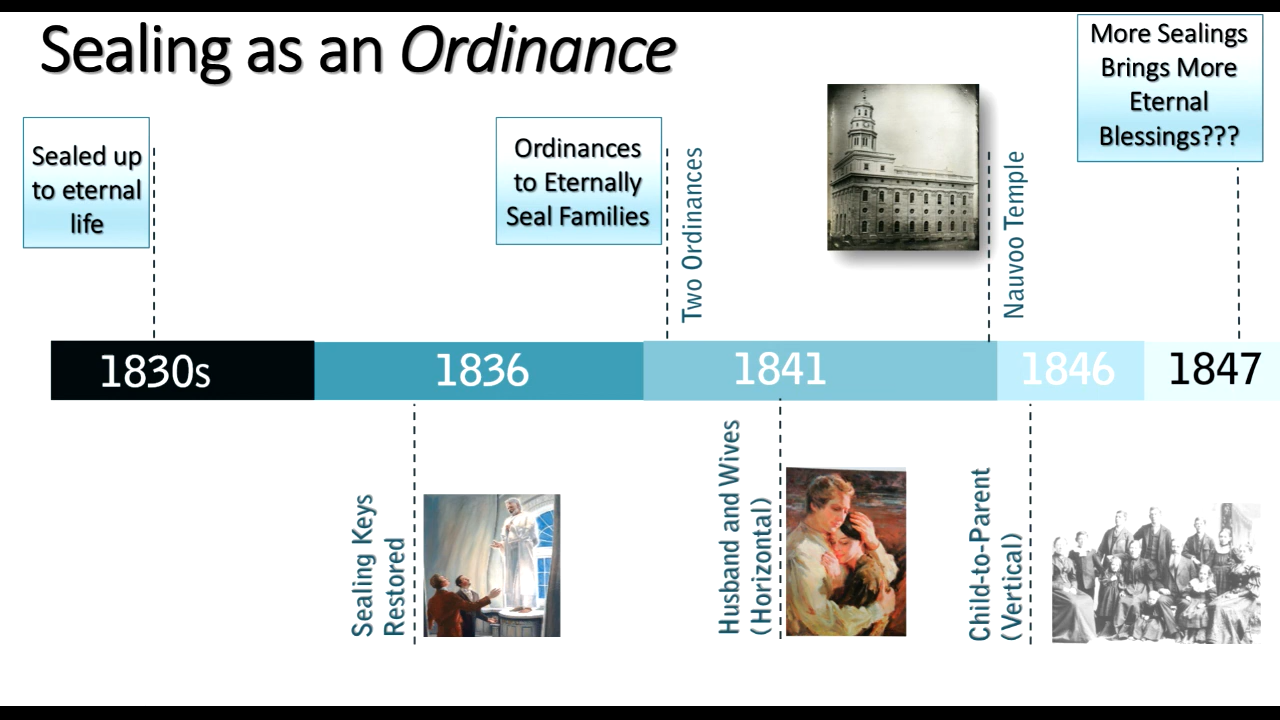 Sealing as an Ordinance
More Sealings
Brings More
Eternal
Blessings???
Sealed up
to eternal
life
Ordinances
to Eternally
Seal Families
Two Ordinances
Nauvoo Temple
1830s
1836
1841
1846
1847
Sealing Keys
Restored
Husband and Wives
(Horizontal)
Child-to-Parent
(Vertical)